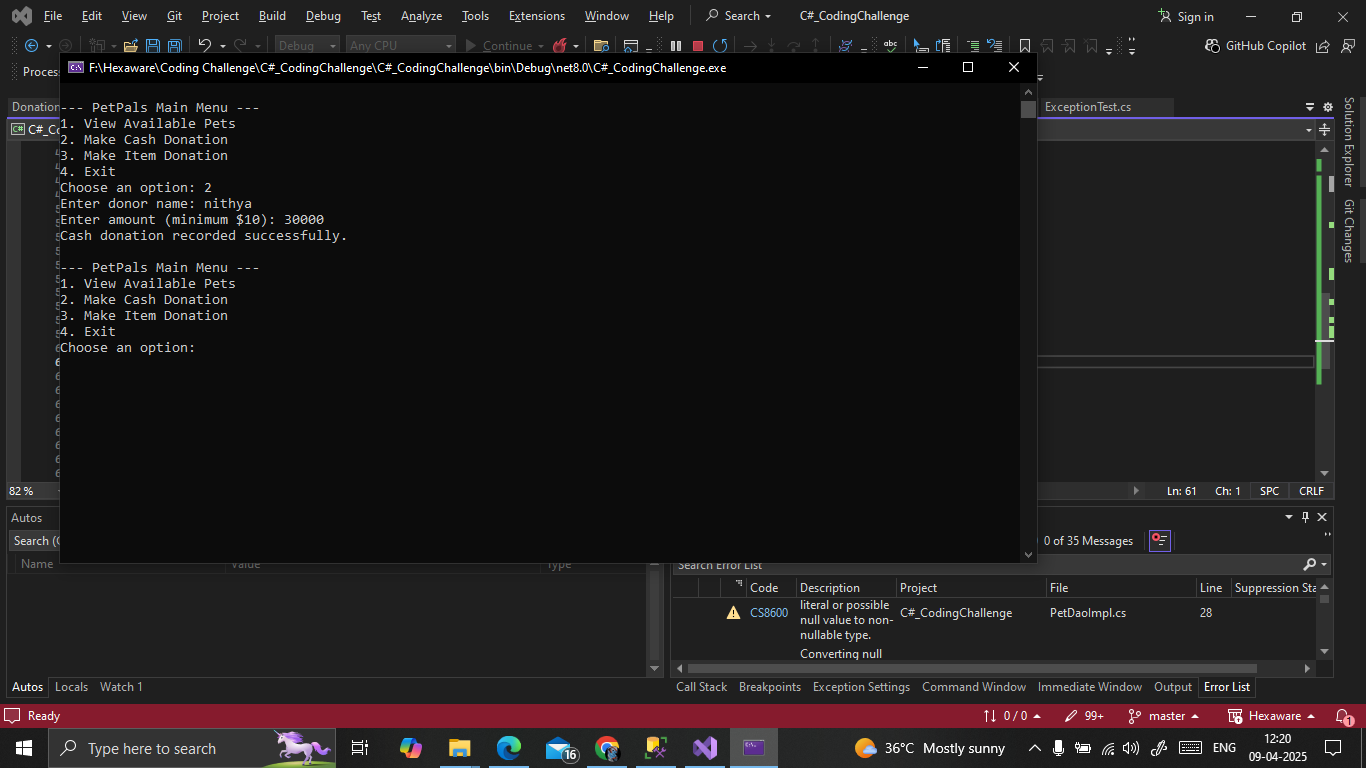 File Edit View Git Project Build Debug Test Analyze Tools Extensions Window Help Search C#_CodingChallenge Sign in
Debug Any CPU Continue GitHub Copilot
Process
F:\Hexaware\Coding Challenge\C#_CodingChallenge\C#_CodingChallenge\bin\Debug\net8.0\C#_CodingChallenge.exe
Donation ExceptionTest.cs
C# C#_Co
--- PetPals Main Menu ---
1. View Available Pets
2. Make Cash Donation
3. Make Item Donation
4. Exit
Choose an option: 2
Enter donor name: nithya
Enter amount (minimum $10): 30000
Cash donation recorded successfully.
--- PetPals Main Menu ---
1. View Available Pets
2. Make Cash Donation
3. Make Item Donation
4. Exit
Choose an option:
Solution Explorer
Git Changes
82 % Ln: 61 Ch: 1 SPC CRLF
Autos
Search (C 0 of 35 Messages
Name Value Type
Search Error List
Code Description Project File Line Suppression Sta
CS8600 literal or possible null value to non-nullable type. C#_CodingChallenge PetDaoImpl.cs 28
Converting null
Autos Locals Watch 1
Call Stack Breakpoints Exception Settings Command Window Immediate Window Output Error List
Ready 0 / 0 99+ master Hexaware 1
Type here to search 16 36°C Mostly sunny ENG 12:20
09-04-2025